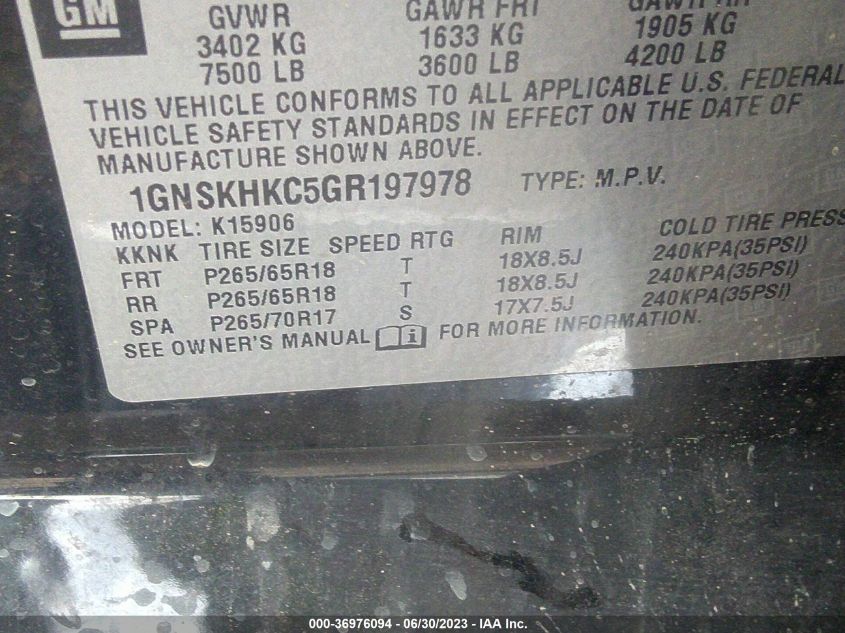 GM
GVWR GAWR FRT GAWR RR
3402 KG 1633 KG 1905 KG
7500 LB 3600 LB 4200 LB
THIS VEHICLE CONFORMS TO ALL APPLICABLE U.S. FEDERAL
VEHICLE SAFETY STANDARDS IN EFFECT ON THE DATE OF
MANUFACTURE SHOWN ABOVE.
1GNSKHKC5GR197978 TYPE: M.P.V.
MODEL: K15906
KKNK TIRE SIZE SPEED RTG RIM COLD TIRE PRESS
FRT P265/65R18 T 18X8.5J 240KPA(35PSI)
RR P265/65R18 T 18X8.5J 240KPA(35PSI)
SPA P265/70R17 S 17X7.5J 240KPA(35PSI)
SEE OWNER'S MANUAL FOR MORE INFORMATION.
000-36976094 - 06/30/2023 - IAA Inc.